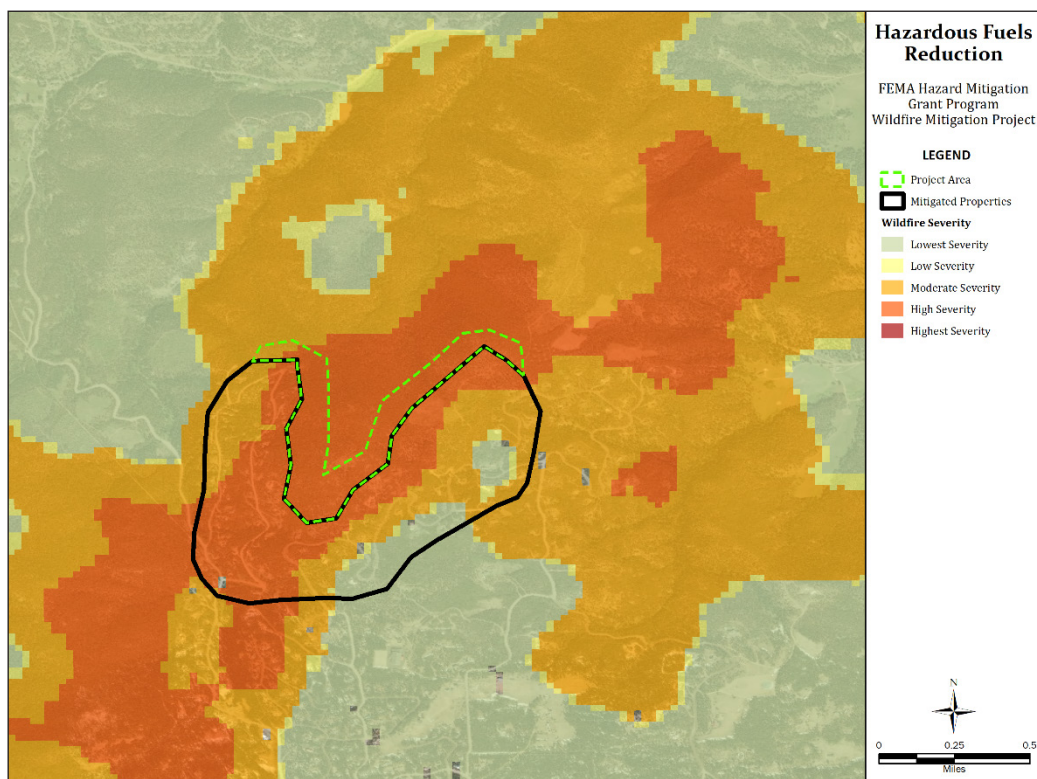 Hazardous Fuels
Reduction
FEMA Hazard Mitigation
Grant Program
Wildfire Mitigation Project
LEGEND
Project Area
Mitigated Properties
Wildfire Severity
Lowest Severity
Low Severity
Moderate Severity
High Severity
Highest Severity
N
0 0.25 0.5
Miles